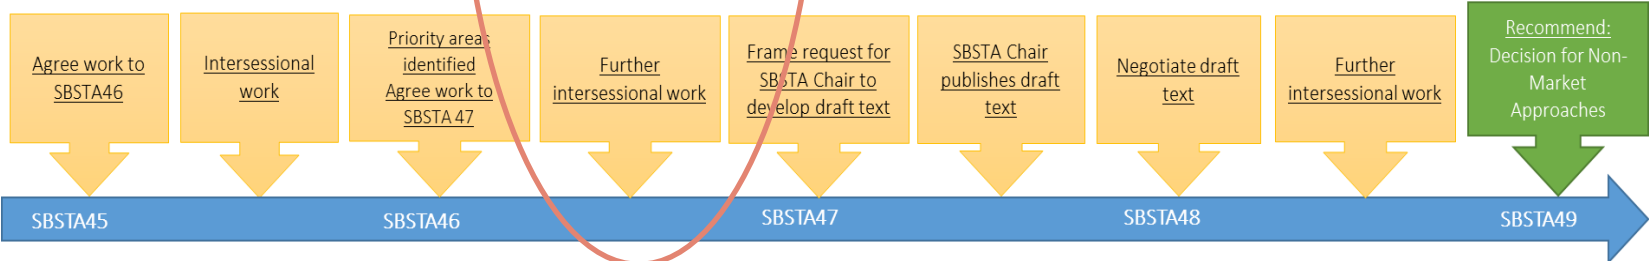 Agree work to
SBSTA46
Intersessional
work
Priority areas
identified
Agree work to
SBSTA 47
Further
intersessional work
Frame request for
SBSTA Chair to
develop draft text
SBSTA Chair
publishes draft
text
Negotiate draft
text
Further
intersessional work
Recommend:
Decision for Non-
Market
Approaches
SBSTA45
SBSTA46
SBSTA47
SBSTA48
SBSTA49